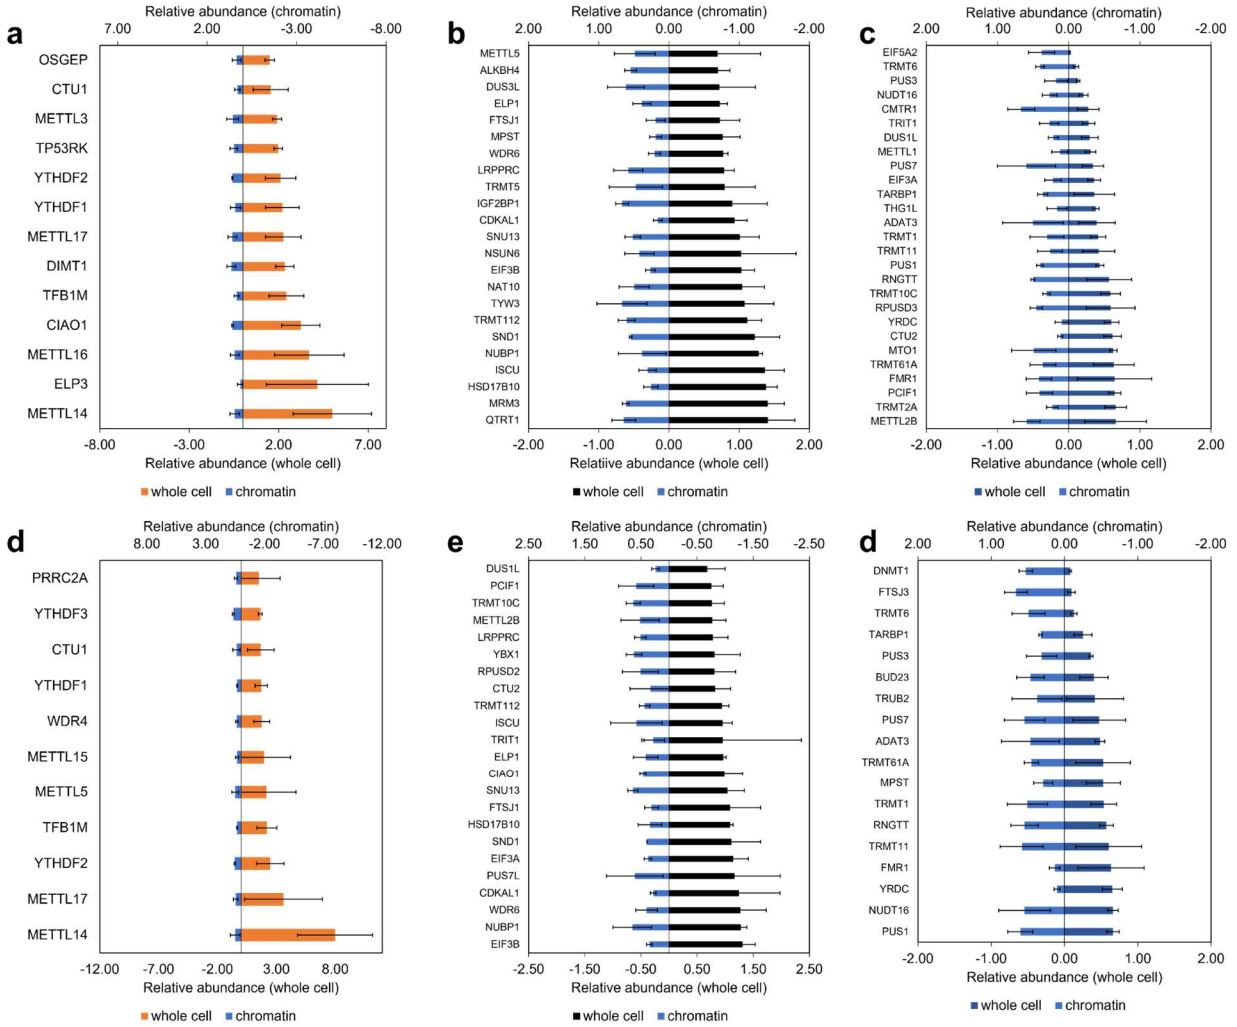 a
Relative abundance (chromatin)
7.00 2.00 -3.00 -8.00
OSGEP
CTU1
METTL3
TP53RK
YTHDF2
YTHDF1
METTL17
DIMT1
TFB1M
CIAO1
METTL16
ELP3
METTL14
-8.00 -3.00 2.00 7.00
Relative abundance (whole cell)
whole cell chromatin
b
Relative abundance (chromatin)
2.00 1.00 0.00 -1.00 -2.00
METTL5
ALKBH4
DUS3L
ELP1
FTSJ1
MPST
WDR6
LRPPRC
TRMT5
IGF2BP1
CDKAL1
SNU13
NSUN6
EIF3B
NAT10
TYW3
TRMT112
SND1
NUBP1
ISCU
HSD17B10
MRM3
QTRT1
-2.00 -1.00 0.00 1.00 2.00
Relatiive abundance (whole cell)
whole cell chromatin
c
Relative abundance (chromatin)
2.00 1.00 0.00 -1.00 -2.00
EIF5A2
TRMT6
PUS3
NUDT16
CMTR1
TRIT1
DUS1L
METTL1
PUS7
EIF3A
TARBP1
THG1L
ADAT3
TRMT1
TRMT11
PUS1
RNGTT
TRMT10C
RPUSD3
YRDC
CTU2
MTO1
TRMT61A
FMR1
PCIF1
TRMT2A
METTL2B
-2.00 -1.00 0.00 1.00 2.00
Relative abundance (whole cell)
whole cell chromatin
d
Relative abundance (chromatin)
8.00 3.00 -2.00 -7.00 -12.00
PRRC2A
YTHDF3
CTU1
YTHDF1
WDR4
METTL15
METTL5
TFB1M
YTHDF2
METTL17
METTL14
-12.00 -7.00 -2.00 3.00 8.00
Relative abundance (whole cell)
whole cell chromatin
e
Relative abundance (chromatin)
2.50 1.50 0.50 -0.50 -1.50 -2.50
DUS1L
PCIF1
TRMT10C
METTL2B
LRPPRC
YBX1
RPUSD2
CTU2
TRMT112
ISCU
TRIT1
ELP1
CIAO1
SNU13
FTSJ1
HSD17B10
SND1
EIF3A
PUS7L
CDKAL1
WDR6
NUBP1
EIF3B
-2.50 -1.50 -0.50 0.50 1.50 2.50
Relative abundance (whole cell)
whole cell chromatin
d
Relative abundance (chromatin)
2.00 1.00 0.00 -1.00 -2.00
DNMT1
FTSJ3
TRMT6
TARBP1
PUS3
BUD23
TRUB2
PUS7
ADAT3
TRMT61A
MPST
TRMT1
RNGTT
TRMT11
FMR1
YRDC
NUDT16
PUS1
-2.00 -1.00 0.00 1.00 2.00
Relative abundance (whole cell)
whole cell chromatin